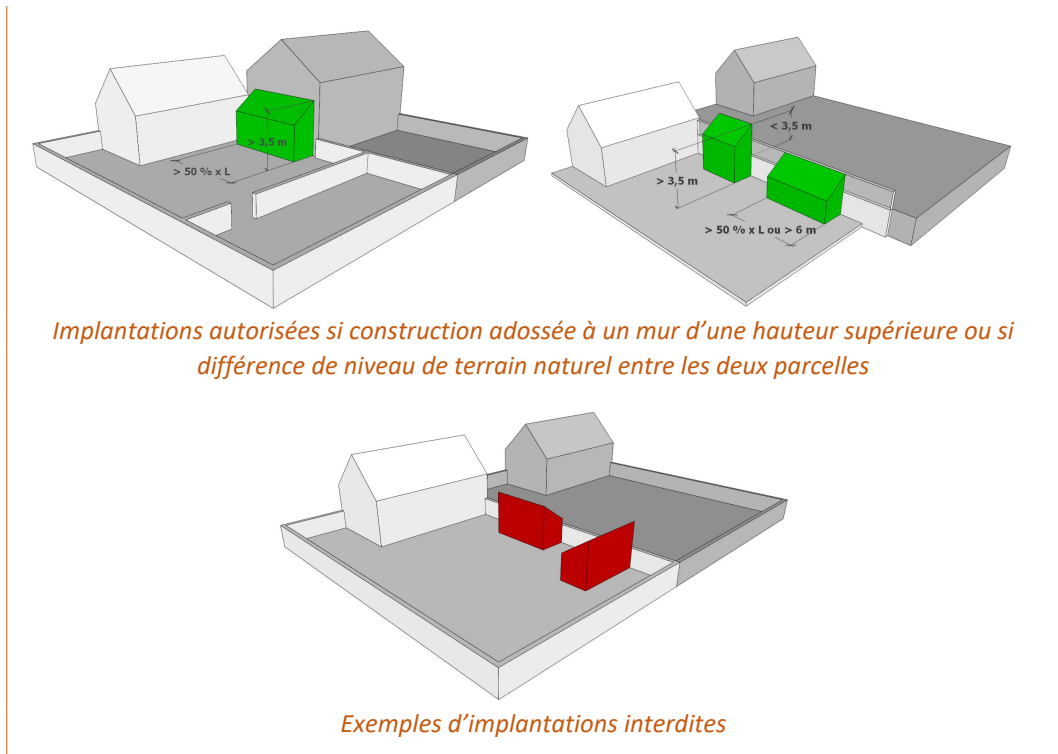 > 3,5 m
> 50 % x L
< 3,5 m
> 3,5 m
> 50 % x L ou > 6 m
Implantations autorisées si construction adossée à un mur d’une hauteur supérieure ou si
différence de niveau de terrain naturel entre les deux parcelles
Exemples d’implantations interdites